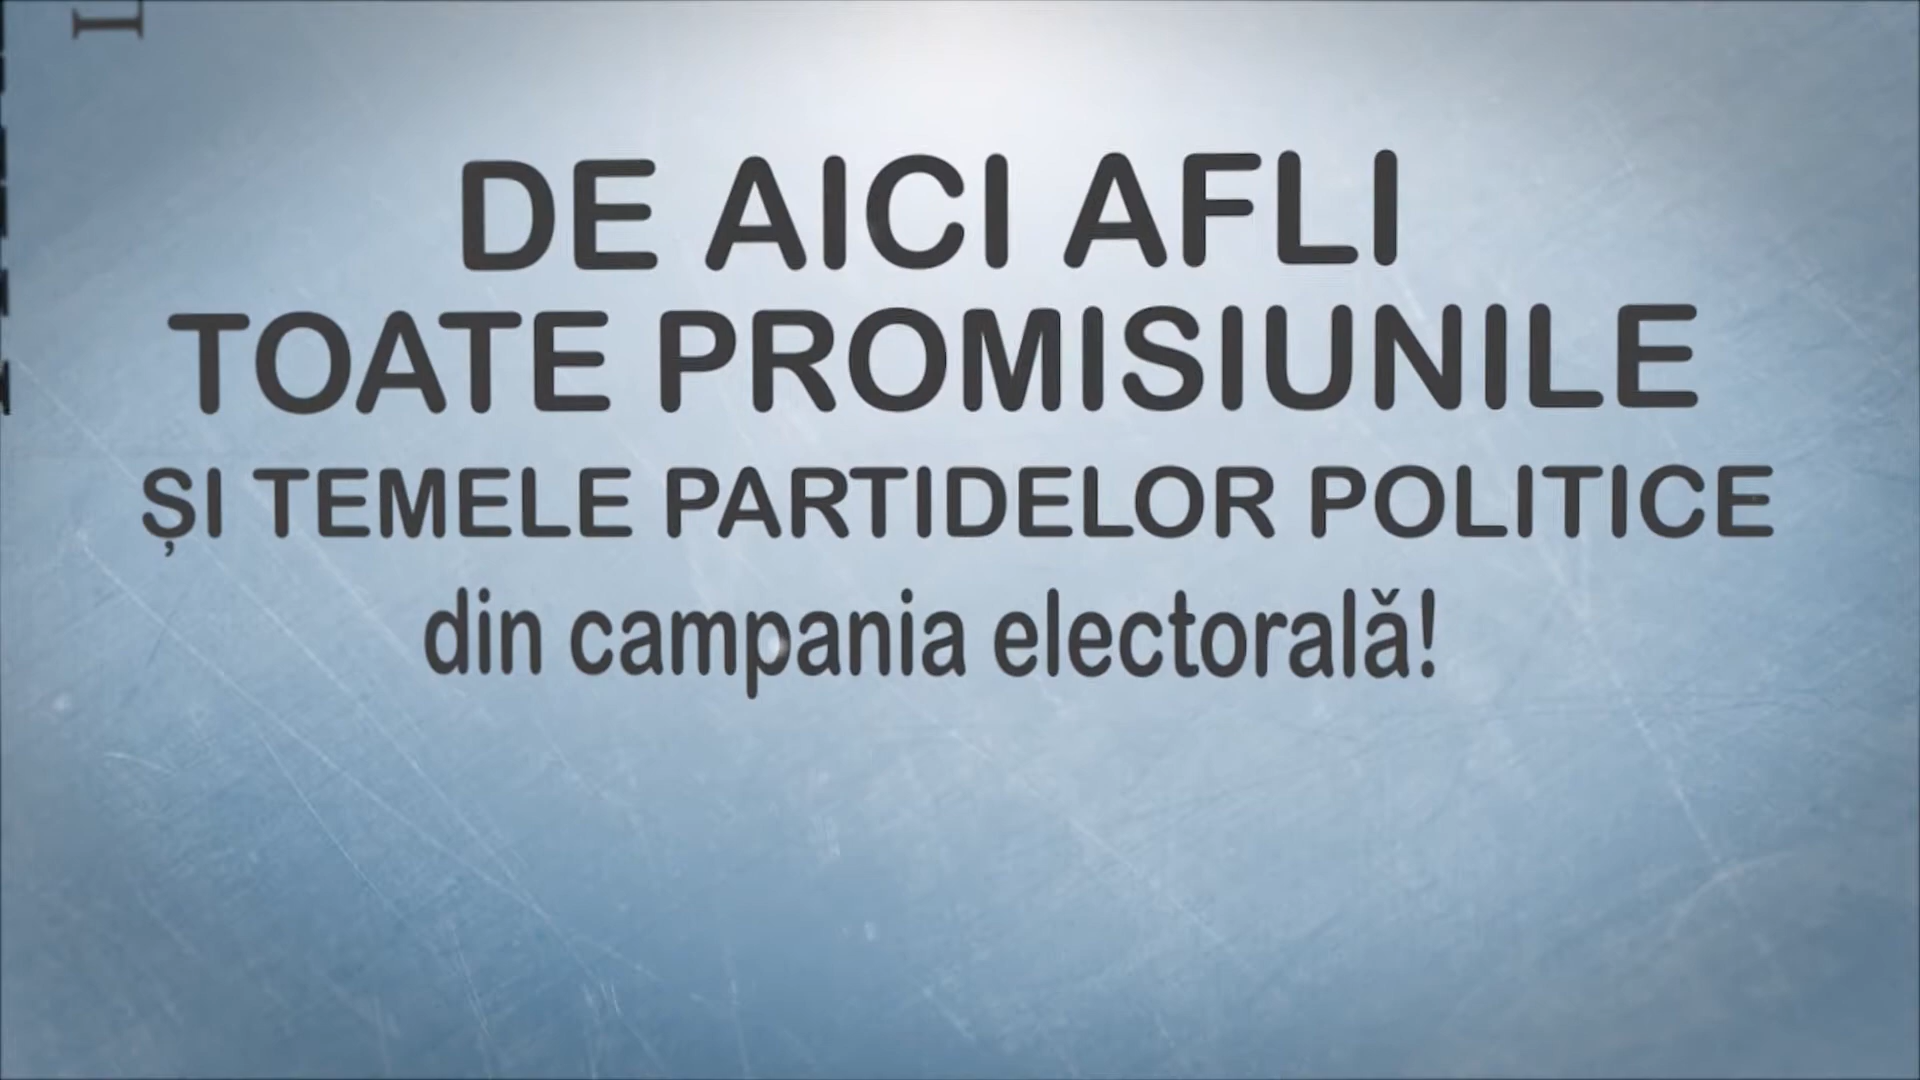 DE AICI AFLI
TOATE PROMISIUNILE
ȘI TEMELE PARTIDELOR POLITICE
din campania electorală!